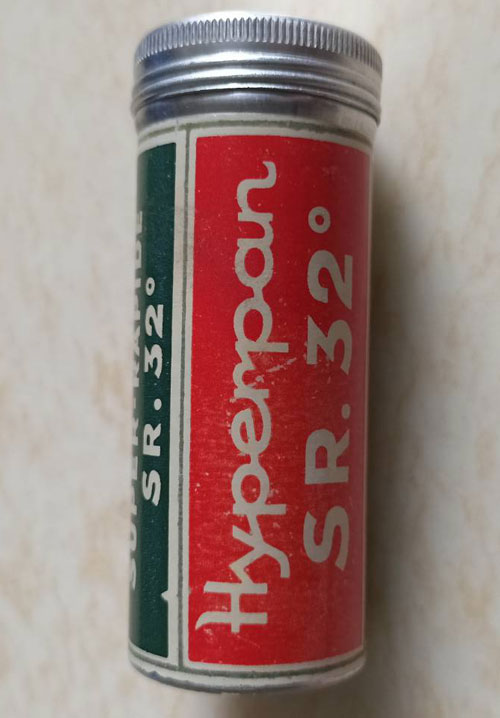 Hyperpan
SR. 32°
SUPER-RAPIDE
SR. 32°